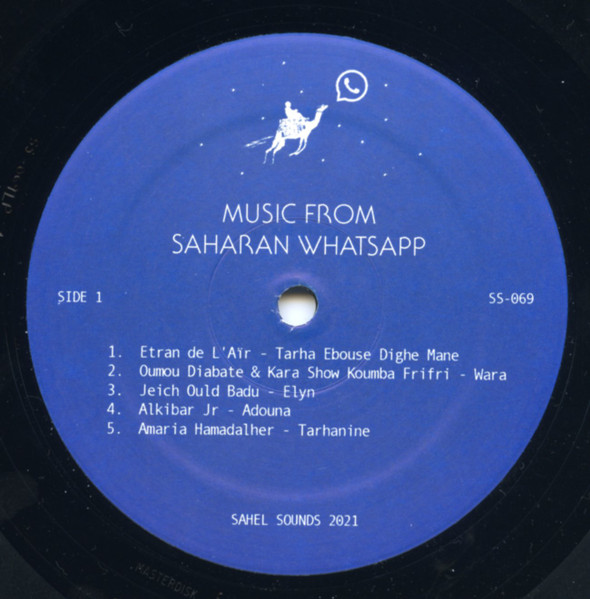 MUSIC FROM
SAHARAN WHATSAPP
SIDE 1
SS-069
1. Etran de L'Aïr - Tarha Ebouse Dighe Mane
2. Oumou Diabate & Kara Show Koumba Frifri - Wara
3. Jeich Ould Badu - Elyn
4. Alkibar Jr - Adouna
5. Amaria Hamadalher - Tarhanine
SAHEL SOUNDS 2021
MASTERDISK